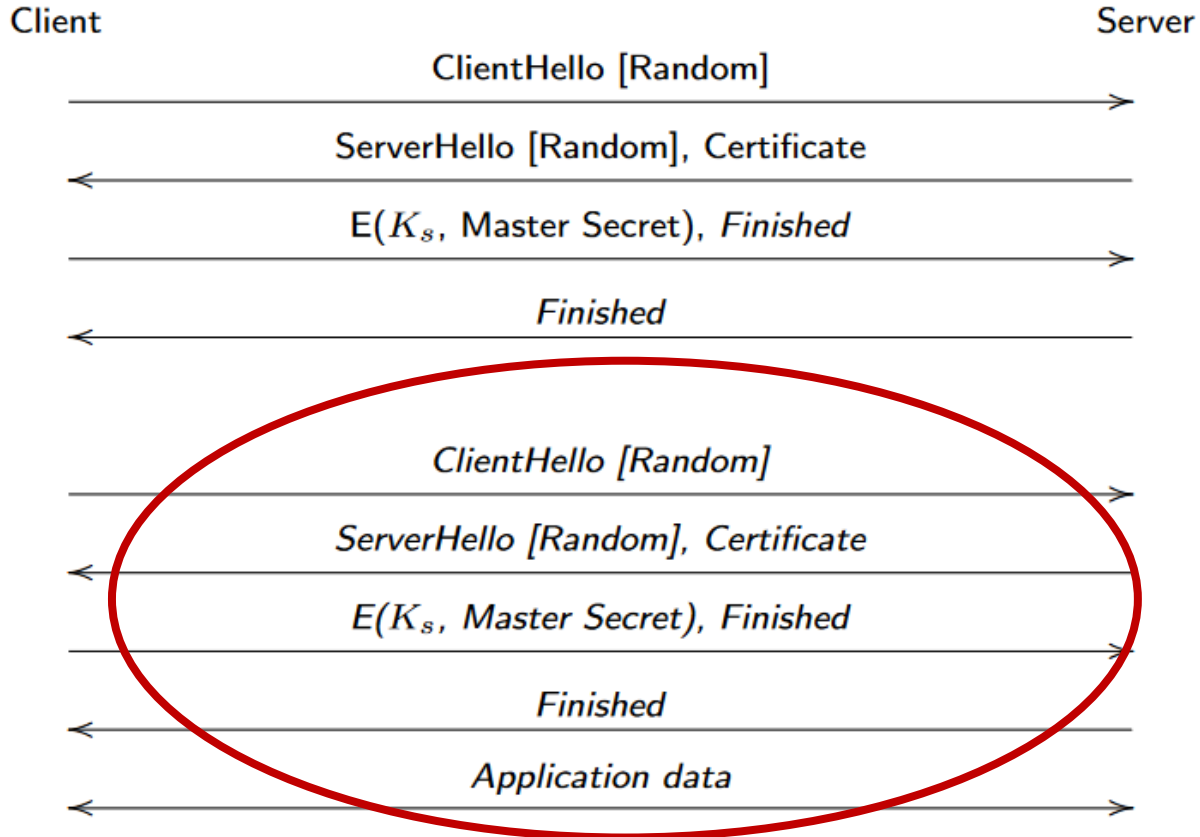 Client Server
ClientHello [Random]
ServerHello [Random], Certificate
E(Kₛ, Master Secret), Finished
Finished
ClientHello [Random]
ServerHello [Random], Certificate
E(Kₛ, Master Secret), Finished
Finished
Application data